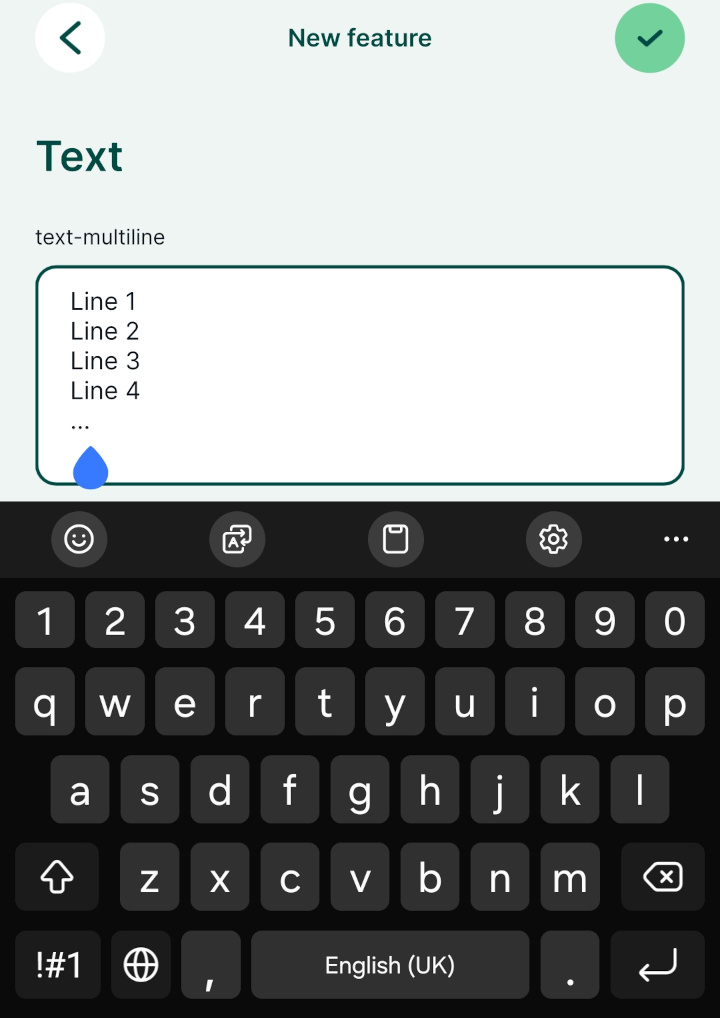 New feature
Text
text-multiline
Line 1
Line 2
Line 3
Line 4
...
1 2 3 4 5 6 7 8 9 0
q w e r t y u i o p
a s d f g h j k l
z x c v b n m
!#1 , English (UK) .